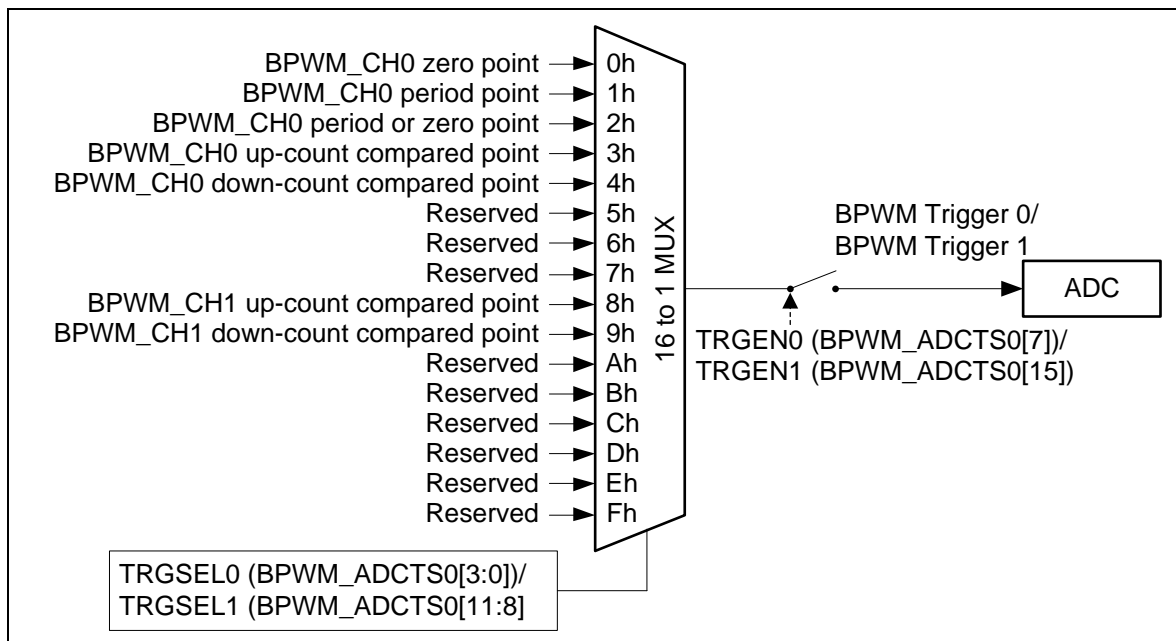 BPWM_CH0 zero point 0h
BPWM_CH0 period point 1h
BPWM_CH0 period or zero point 2h
BPWM_CH0 up-count compared point 3h
BPWM_CH0 down-count compared point 4h
Reserved 5h
Reserved 6h
Reserved 7h
BPWM_CH1 up-count compared point 8h
BPWM_CH1 down-count compared point 9h
Reserved Ah
Reserved Bh
Reserved Ch
Reserved Dh
Reserved Eh
Reserved Fh
16 to 1 MUX
BPWM Trigger 0/
BPWM Trigger 1
ADC
TRGEN0 (BPWM_ADCTS0[7])/
TRGEN1 (BPWM_ADCTS0[15])
TRGSEL0 (BPWM_ADCTS0[3:0])/
TRGSEL1 (BPWM_ADCTS0[11:8]